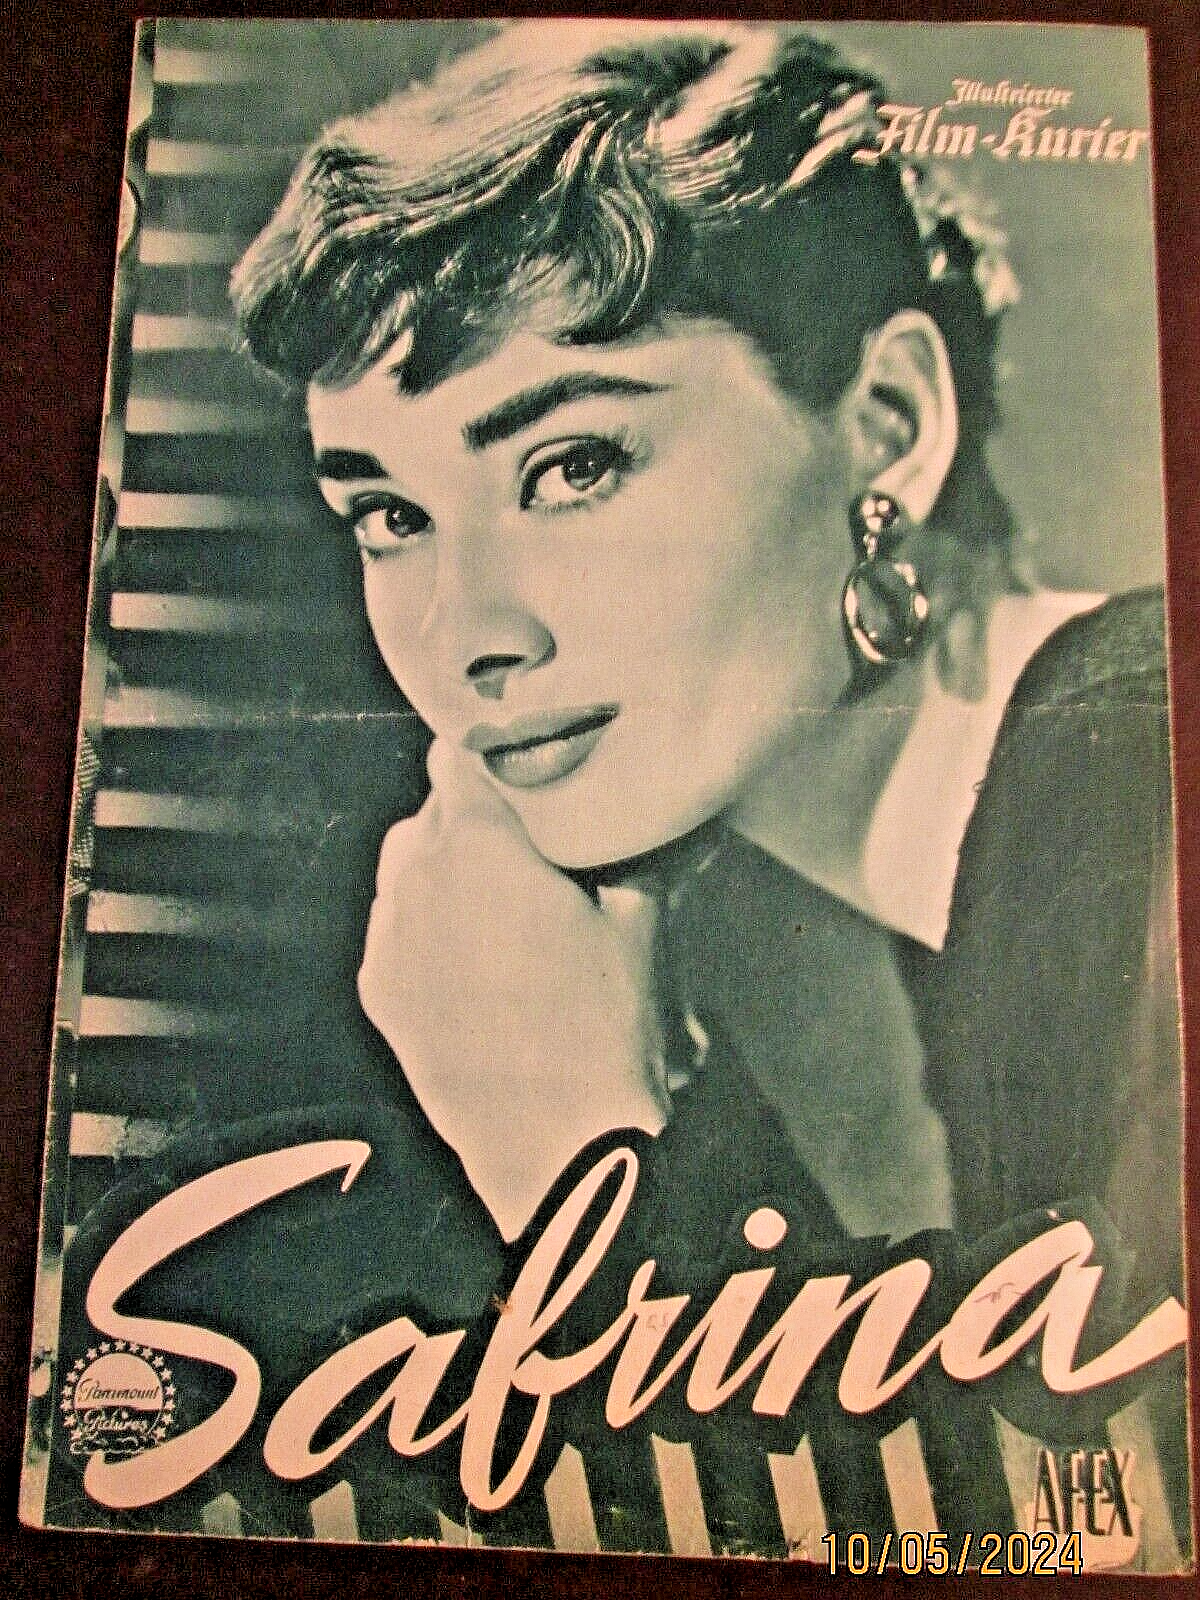 Illustrierter
Film-Kurier
Sabrina
Paramount
Pictures
AFEX
10/05/2024